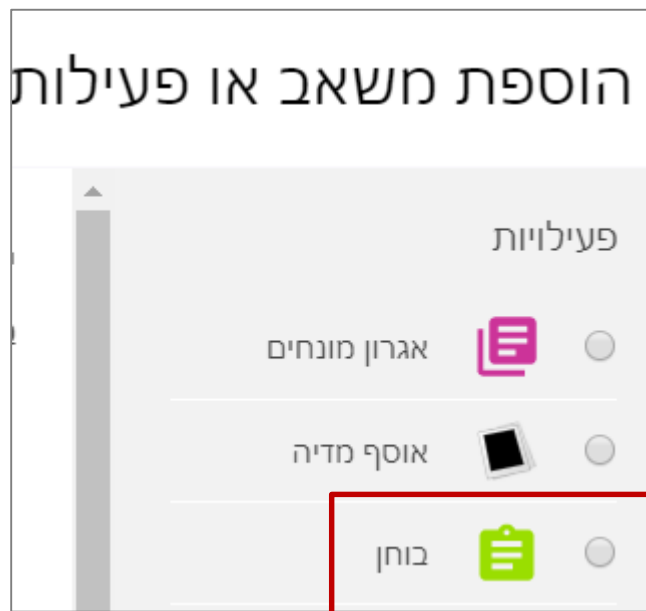 הוספת משאב או פעילות
פעילויות
אגרון מונחים
אוסף מדיה
בוחן